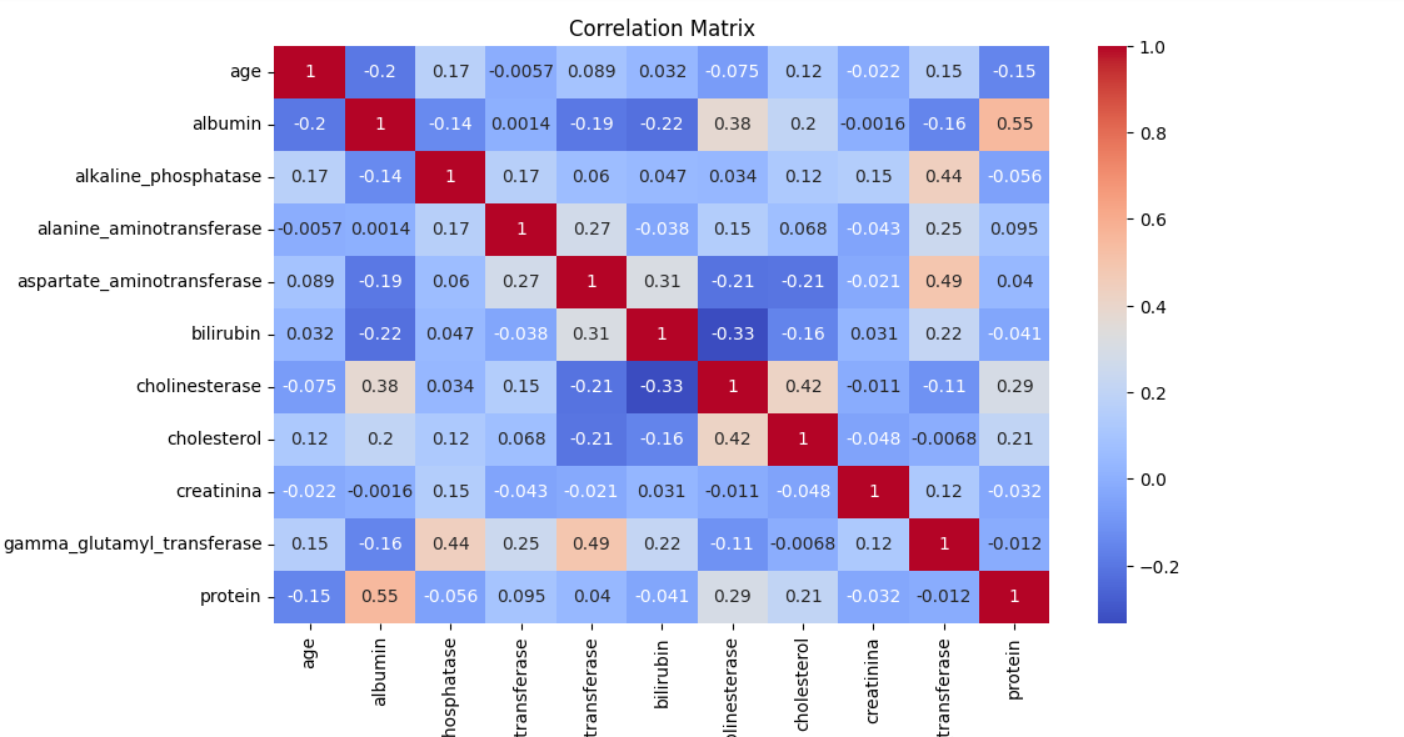 Correlation Matrix
age 1 -0.2 0.17 -0.0057 0.089 0.032 -0.075 0.12 -0.022 0.15 -0.15
albumin -0.2 1 -0.14 0.0014 -0.19 -0.22 0.38 0.2 -0.0016 -0.16 0.55
alkaline_phosphatase 0.17 -0.14 1 0.17 0.06 0.047 0.034 0.12 0.15 0.44 -0.056
alanine_aminotransferase -0.0057 0.0014 0.17 1 0.27 -0.038 0.15 0.068 -0.043 0.25 0.095
aspartate_aminotransferase 0.089 -0.19 0.06 0.27 1 0.31 -0.21 -0.21 -0.021 0.49 0.04
bilirubin 0.032 -0.22 0.047 -0.038 0.31 1 -0.33 -0.16 0.031 0.22 -0.041
cholinesterase -0.075 0.38 0.034 0.15 -0.21 -0.33 1 0.42 -0.011 -0.11 0.29
cholesterol 0.12 0.2 0.12 0.068 -0.21 -0.16 0.42 1 -0.048 -0.0068 0.21
creatinina -0.022 -0.0016 0.15 -0.043 -0.021 0.031 -0.011 -0.048 1 0.12 -0.032
gamma_glutamyl_transferase 0.15 -0.16 0.44 0.25 0.49 0.22 -0.11 -0.0068 0.12 1 -0.012
protein -0.15 0.55 -0.056 0.095 0.04 -0.041 0.29 0.21 -0.032 -0.012 1
age
albumin
hosphatase
transferase
transferase
bilirubin
linesterase
cholesterol
creatinina
transferase
protein
1.0
0.8
0.6
0.4
0.2
0.0
−0.2